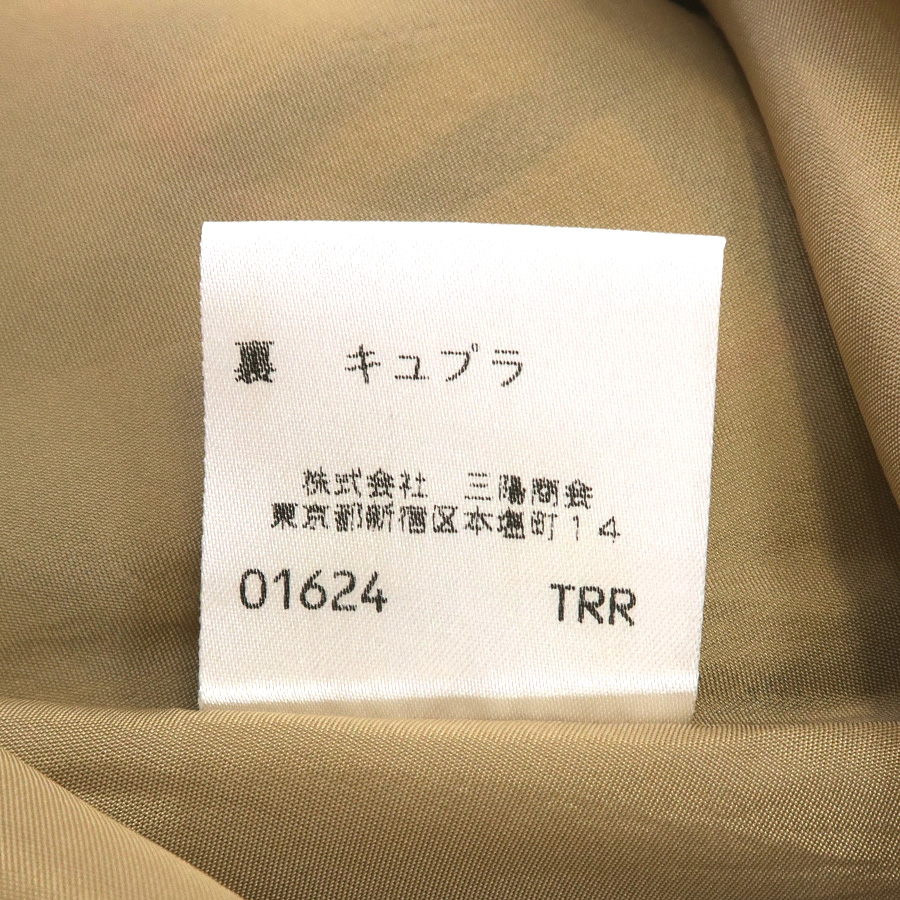 裏　キュプラ
株式会社　三陽商会
東京都新宿区本塩町１４
01624　TRR